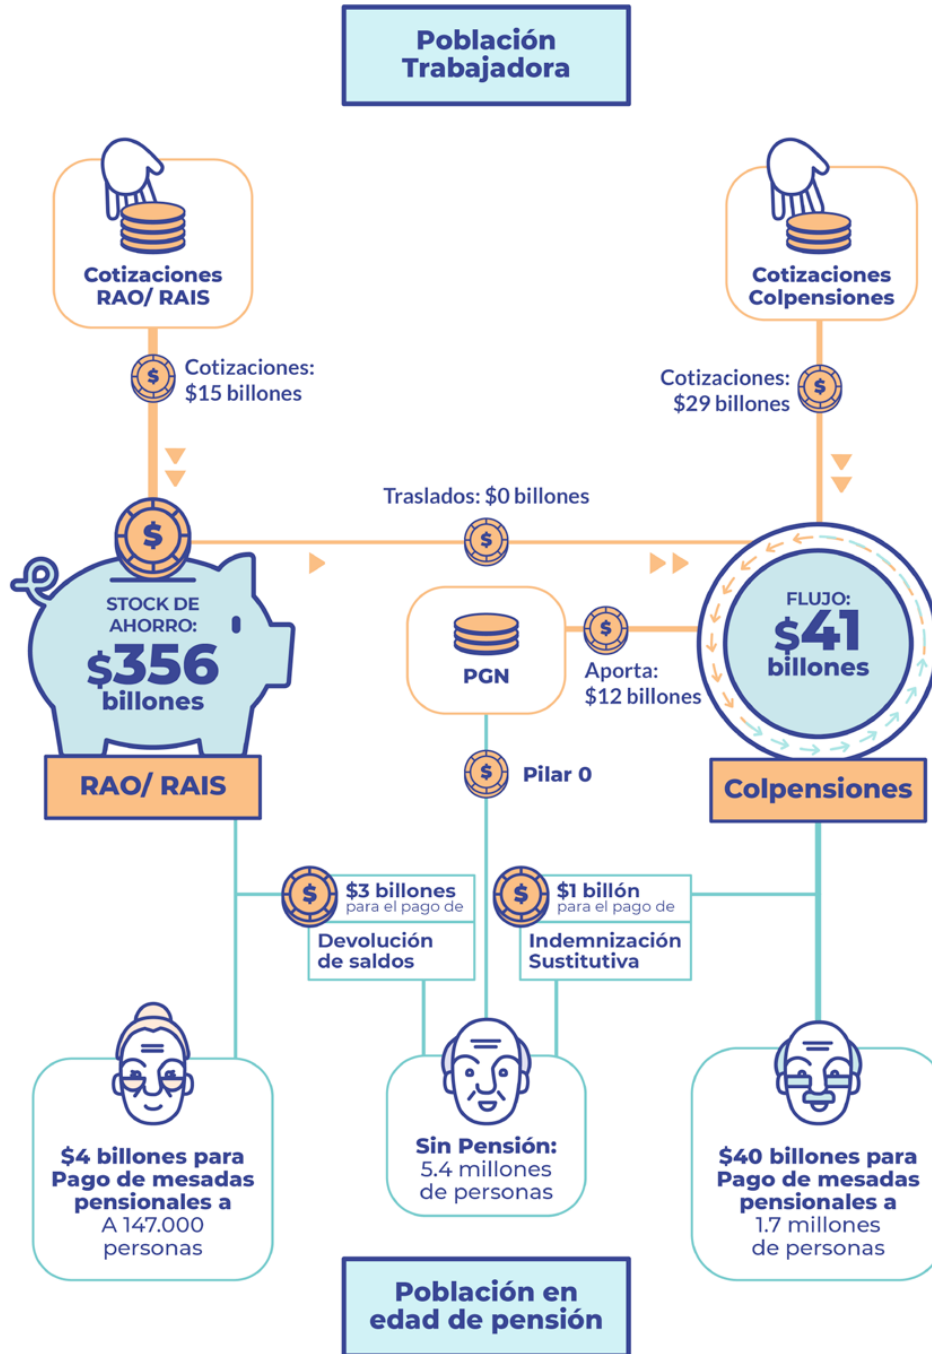 Población
Trabajadora
Cotizaciones
RAO/ RAIS
Cotizaciones
Colpensiones
$
Cotizaciones:
$15 billones
Cotizaciones:
$29 billones
$
Traslados: $0 billones
$
$
STOCK DE
AHORRO:
$356
billones
RAO/ RAIS
PGN
$
Aporta:
$12 billones
FLUJO:
$41
billones
Colpensiones
$
Pilar 0
$
$3 billones
para el pago de
Devolución
de saldos
$
$1 billón
para el pago de
Indemnización
Sustitutiva
$4 billones para
Pago de mesadas
pensionales a
A 147.000
personas
Sin Pensión:
5.4 millones
de personas
$40 billones para
Pago de mesadas
pensionales a
1.7 millones
de personas
Población en
edad de pensión